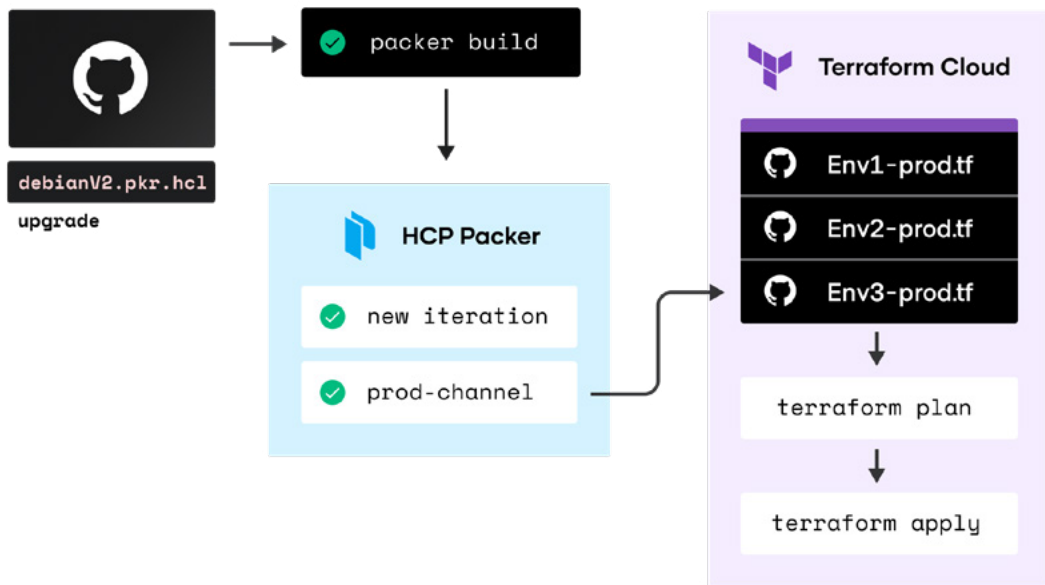 debianV2.pkr.hcl
upgrade
packer build
HCP Packer
new iteration
prod-channel
Terraform Cloud
Env1-prod.tf
Env2-prod.tf
Env3-prod.tf
terraform plan
terraform apply